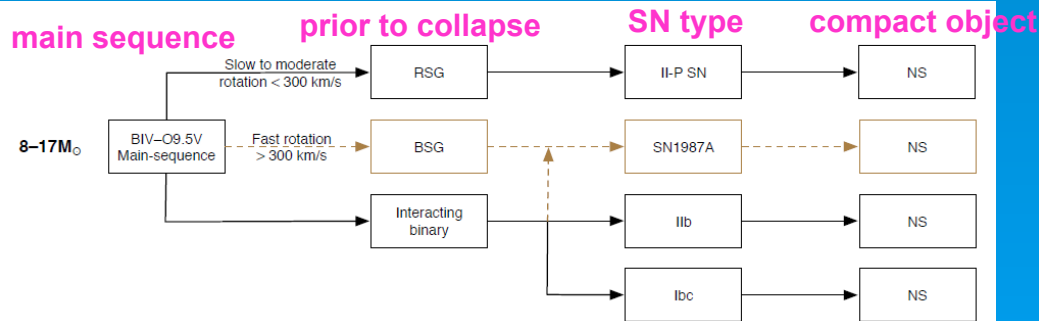 main sequence
prior to collapse
SN type
compact object
Slow to moderate
rotation < 300 km/s
RSG
II-P SN
NS
8–17M☉
BIV–O9.5V
Main-sequence
Fast rotation
> 300 km/s
BSG
SN1987A
NS
Interacting
binary
IIb
NS
Ibc
NS